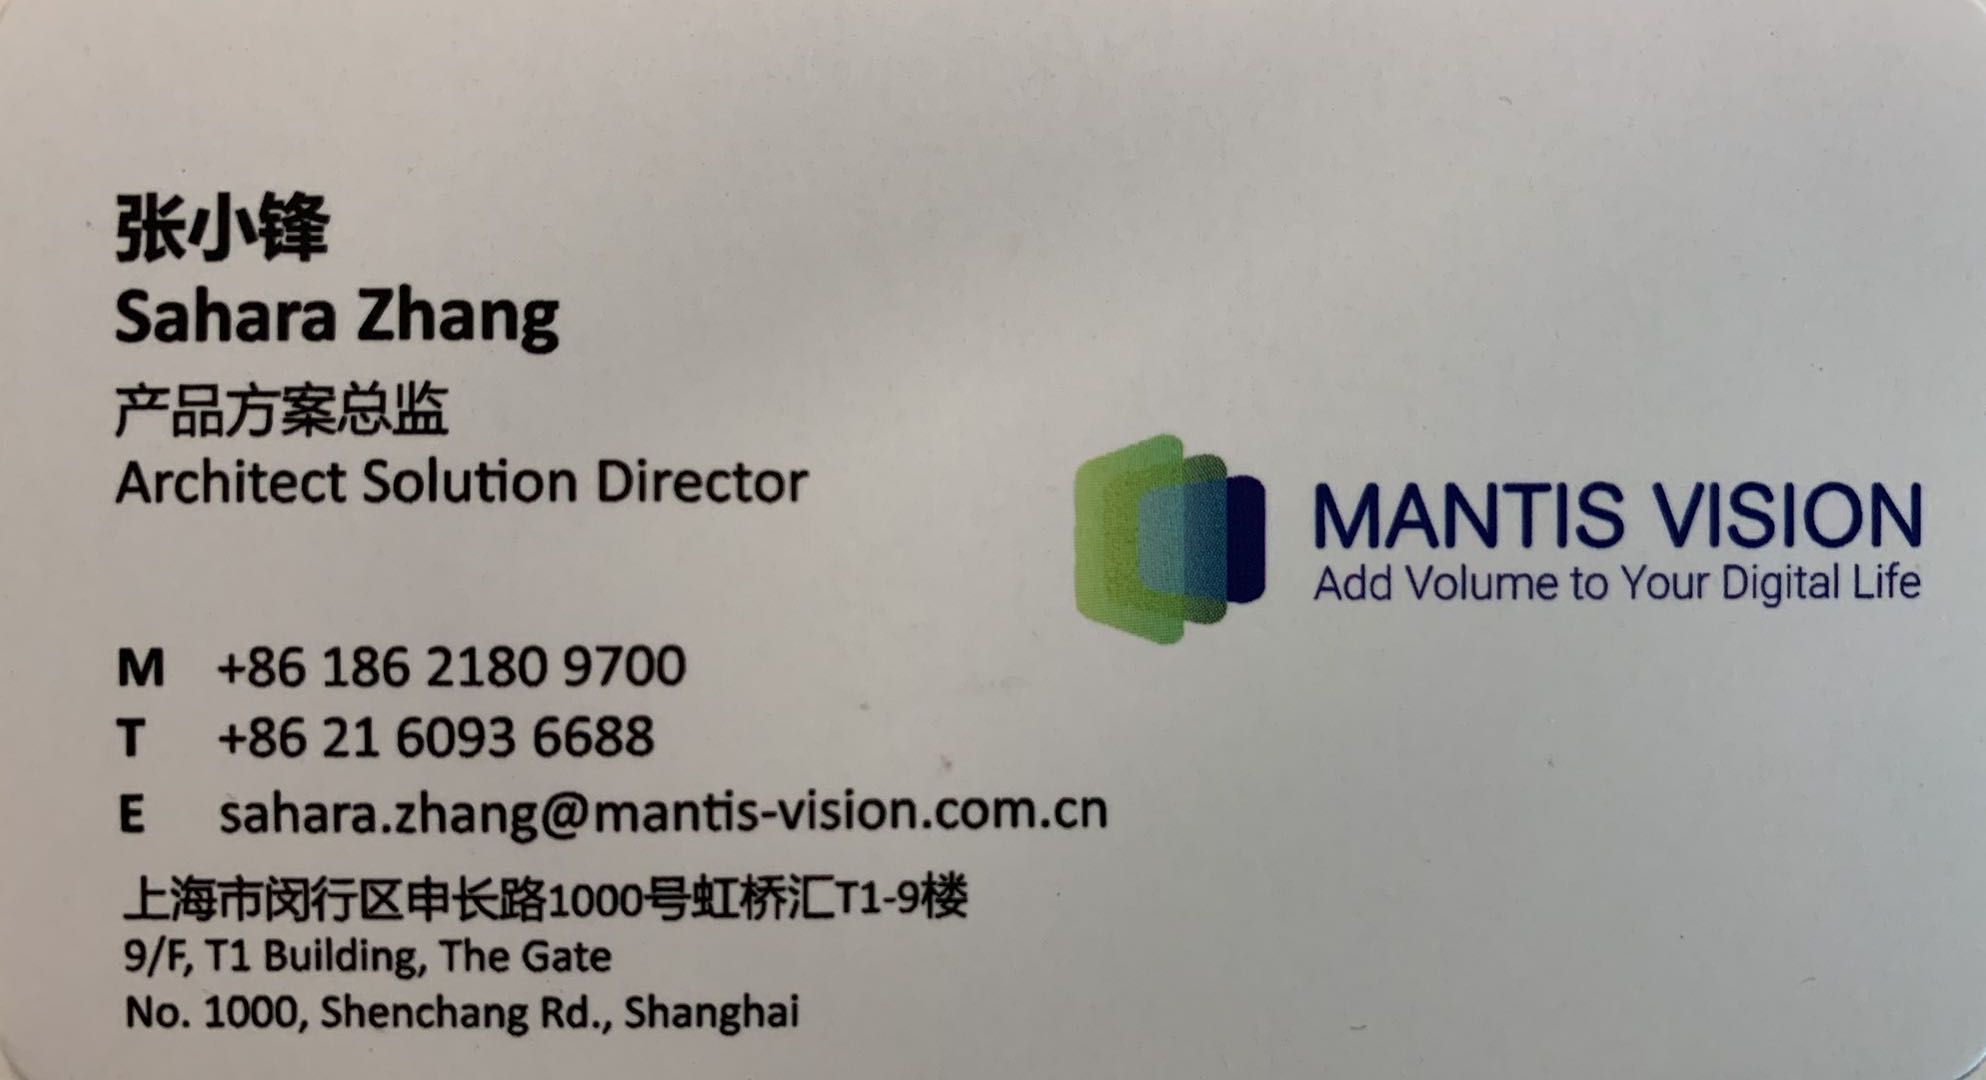 张小锋
Sahara Zhang
产品方案总监
Architect Solution Director
MANTIS VISION
Add Volume to Your Digital Life
M +86 186 2180 9700
T +86 21 6093 6688
E sahara.zhang@mantis-vision.com.cn
上海市闵行区申长路1000号虹桥汇T1-9楼
9/F, T1 Building, The Gate
No. 1000, Shenchang Rd., Shanghai